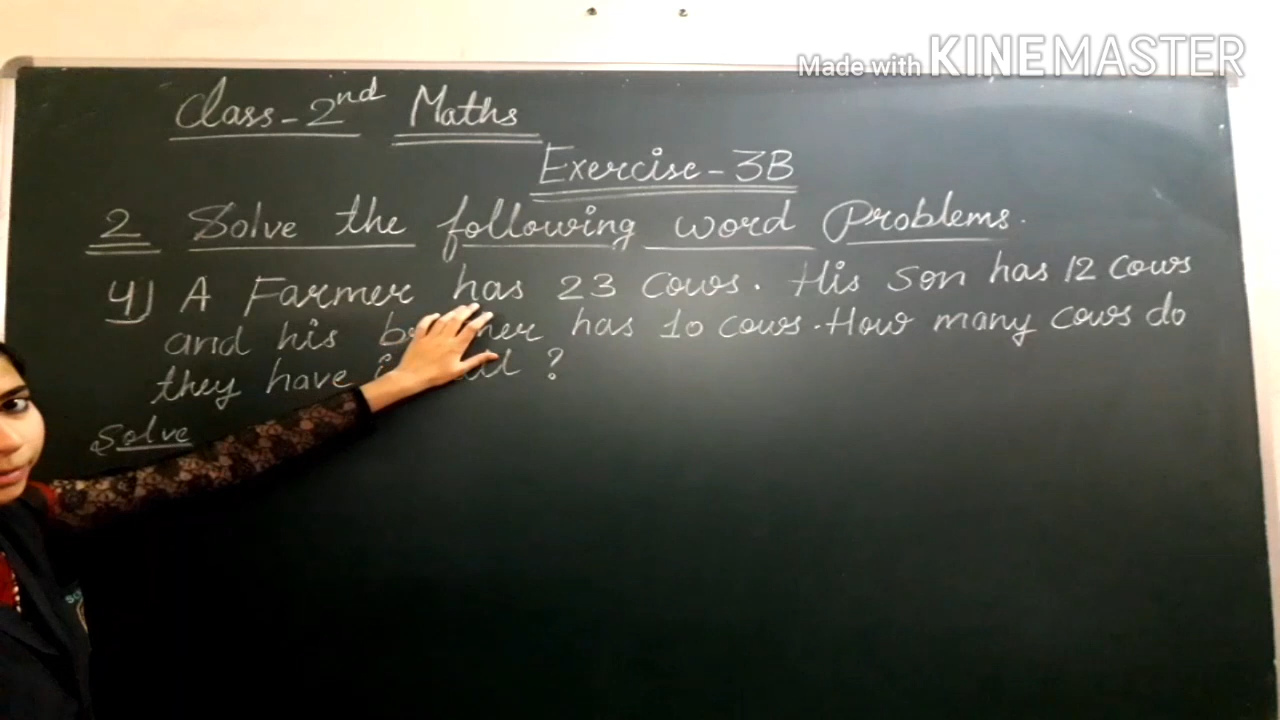 Made with KINEMASTER
Class-2nd Maths
Exercise-3B
2 Solve the following word Problems.
4) A Farmer has 23 cows. His son has 12 cows
and his has 10 cows. How many cows do
they have ?
Solve